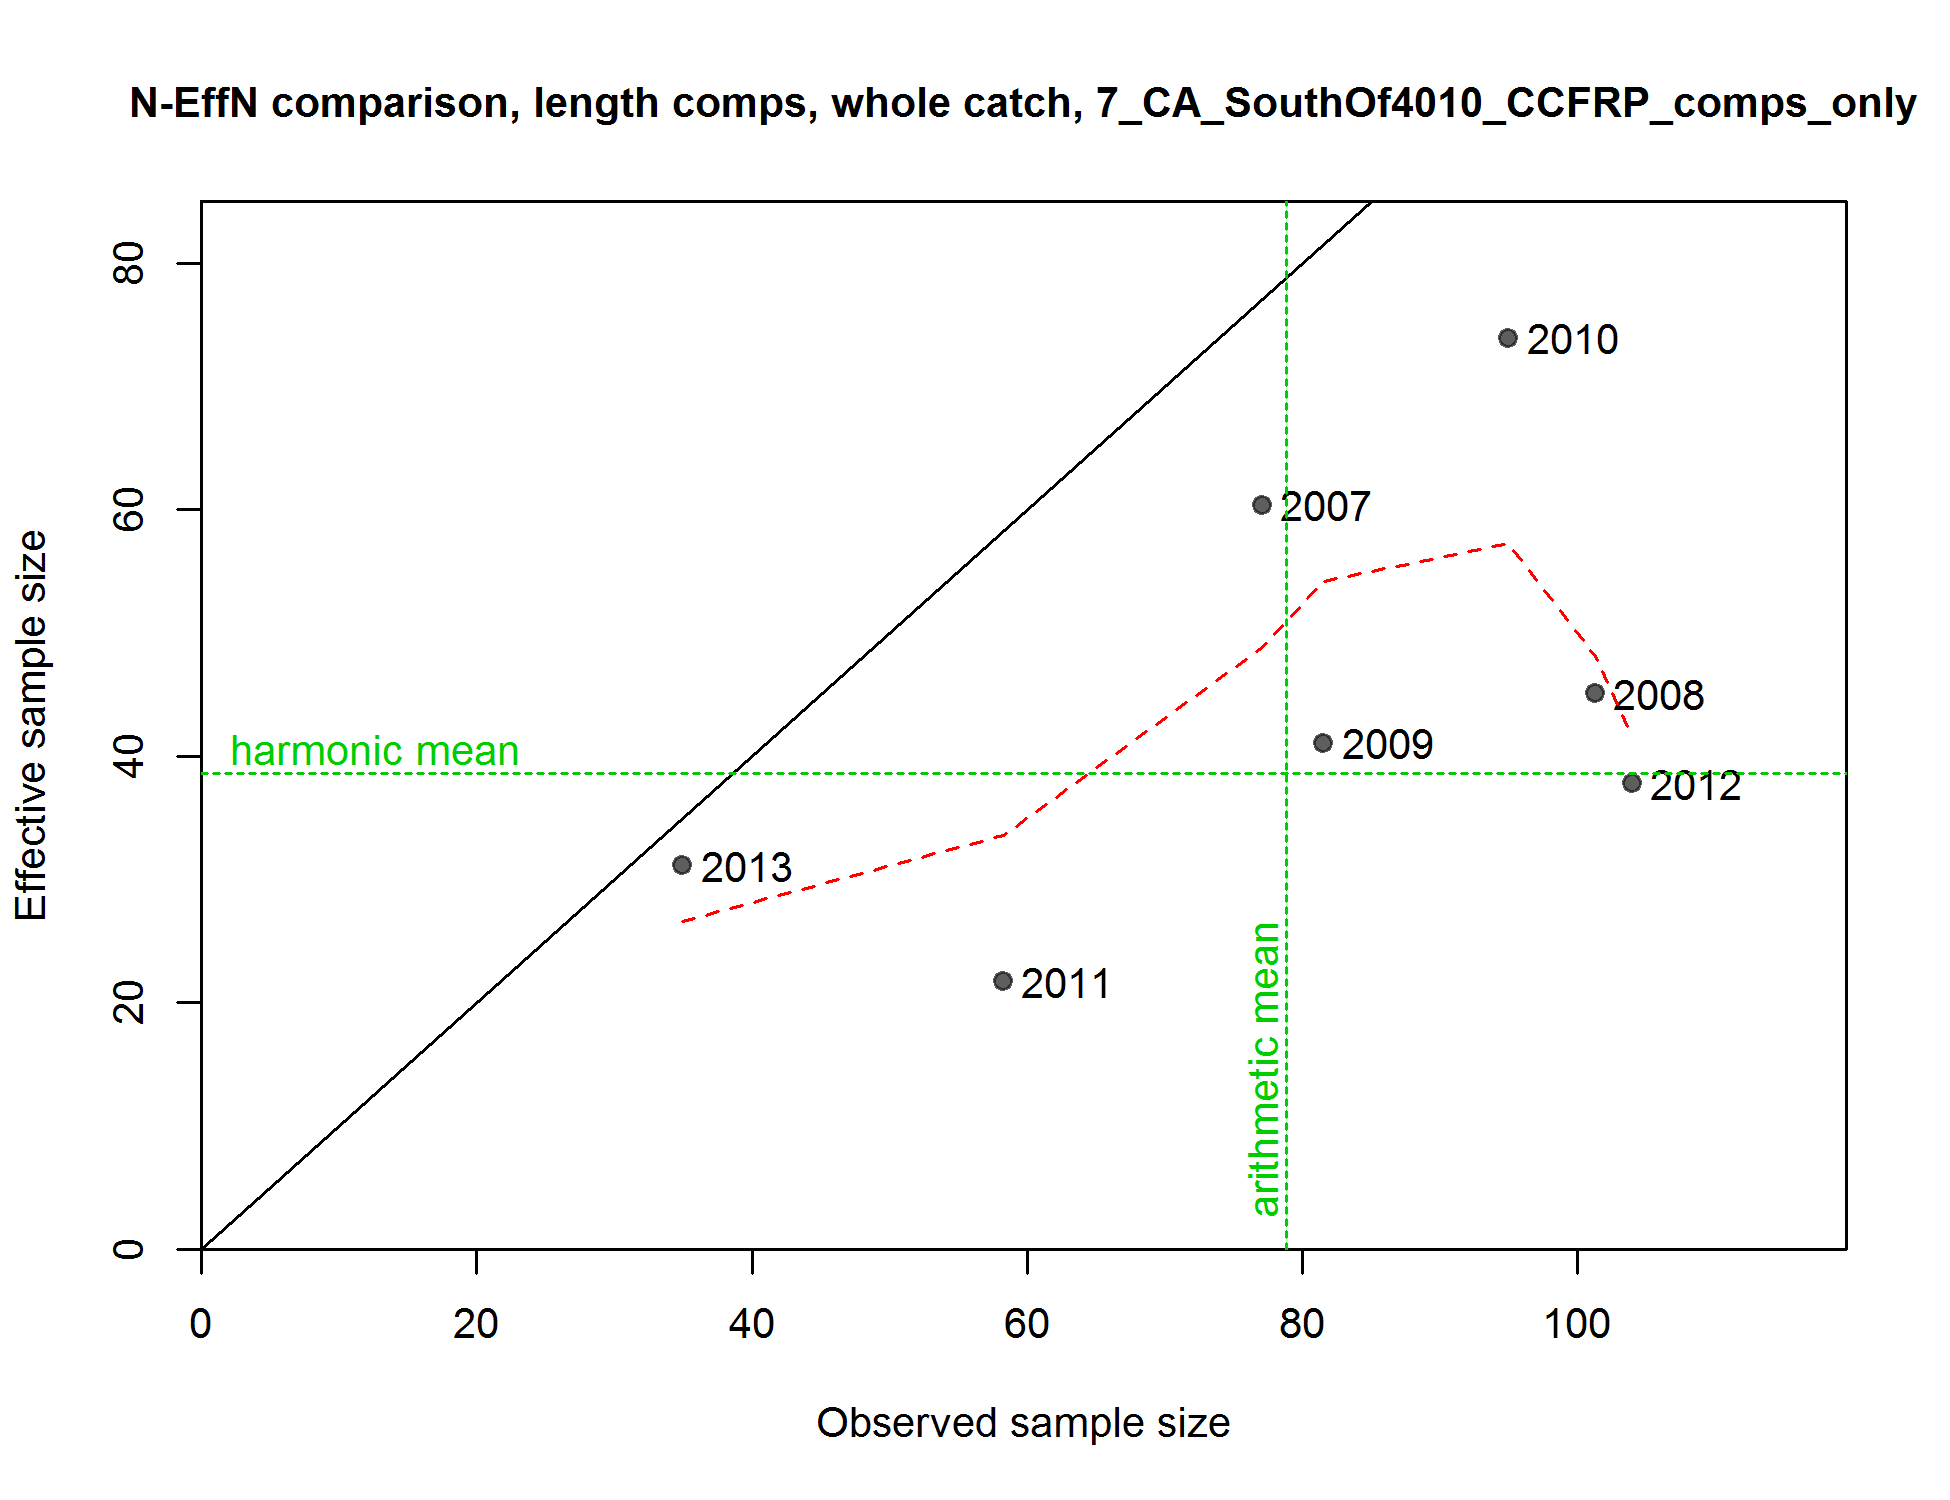 N-EffN comparison, length comps, whole catch, 7_CA_SouthOf4010_CCFRP_comps_only
80
60
40
20
0
Effective sample size
2010
2007
2008
2009
harmonic mean
2012
2013
2011
arithmetic mean
0 20 40 60 80 100
Observed sample size